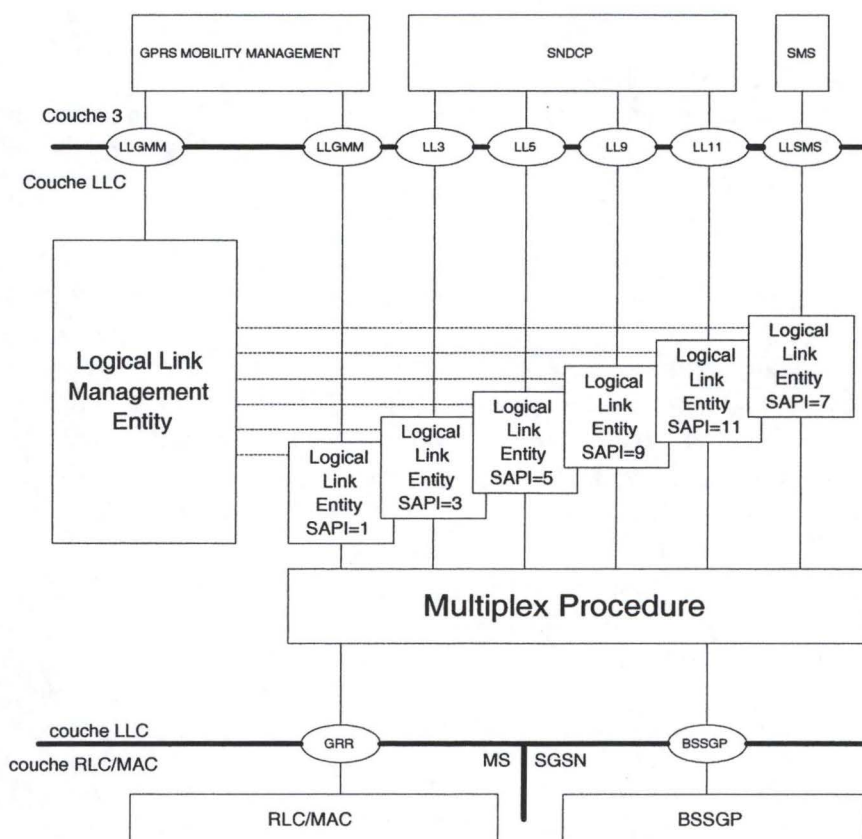 GPRS MOBILITY MANAGEMENT
SNDCP
SMS
Couche 3
LLGMM
LLGMM
LL3
LL5
LL9
LL11
LLSMS
Couche LLC
Logical Link
Management
Entity
Logical
Link
Entity
SAPI=1
Logical
Link
Entity
SAPI=3
Logical
Link
Entity
SAPI=5
Logical
Link
Entity
SAPI=9
Logical
Link
Entity
SAPI=11
Logical
Link
Entity
SAPI=7
Multiplex Procedure
couche LLC
GRR
BSSGP
couche RLC/MAC
MS
SGSN
RLC/MAC
BSSGP